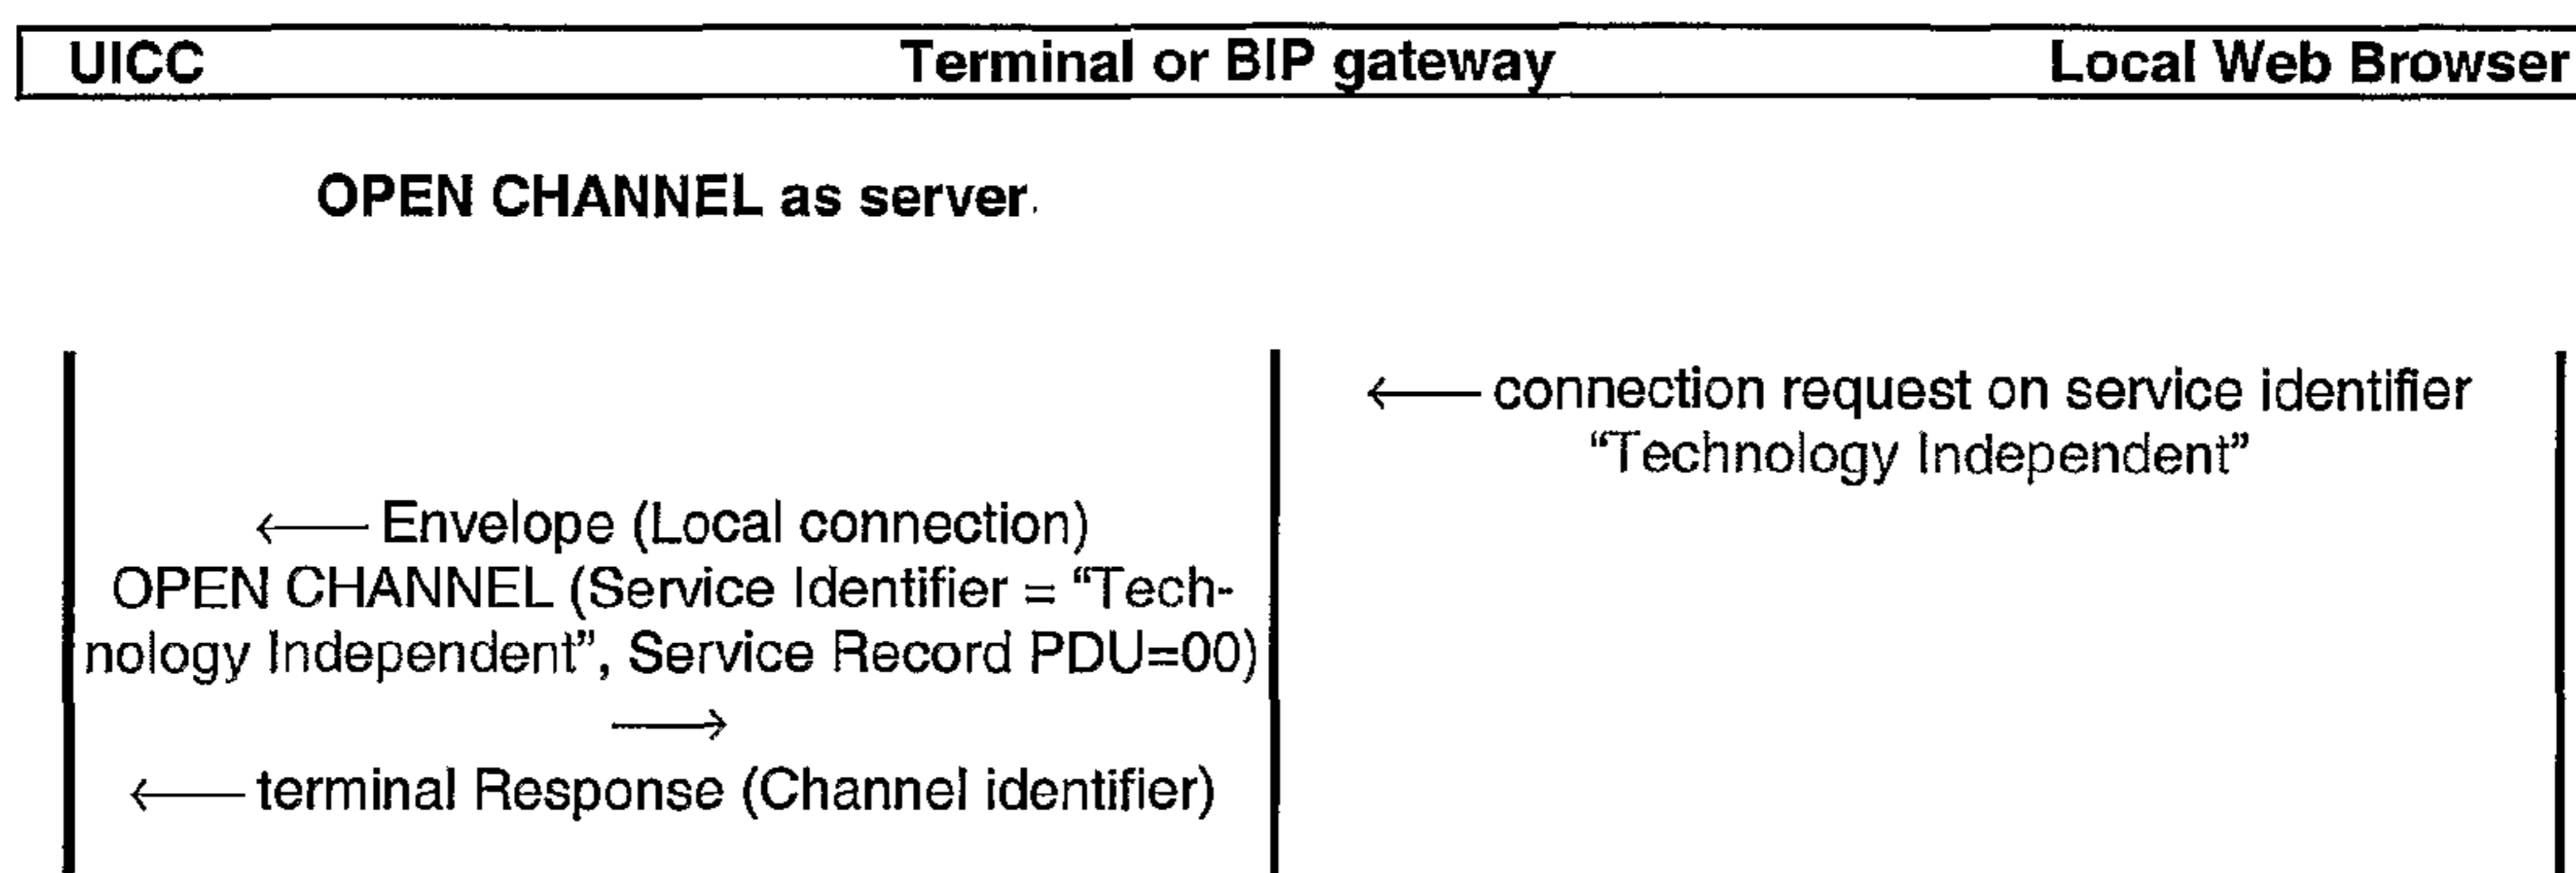 UICC Terminal or BIP gateway Local Web Browser
OPEN CHANNEL as server.
← connection request on service identifier
“Technology Independent”
← Envelope (Local connection)
OPEN CHANNEL (Service Identifier = “Tech-
nology Independent”, Service Record PDU=00)
→
← terminal Response (Channel identifier)